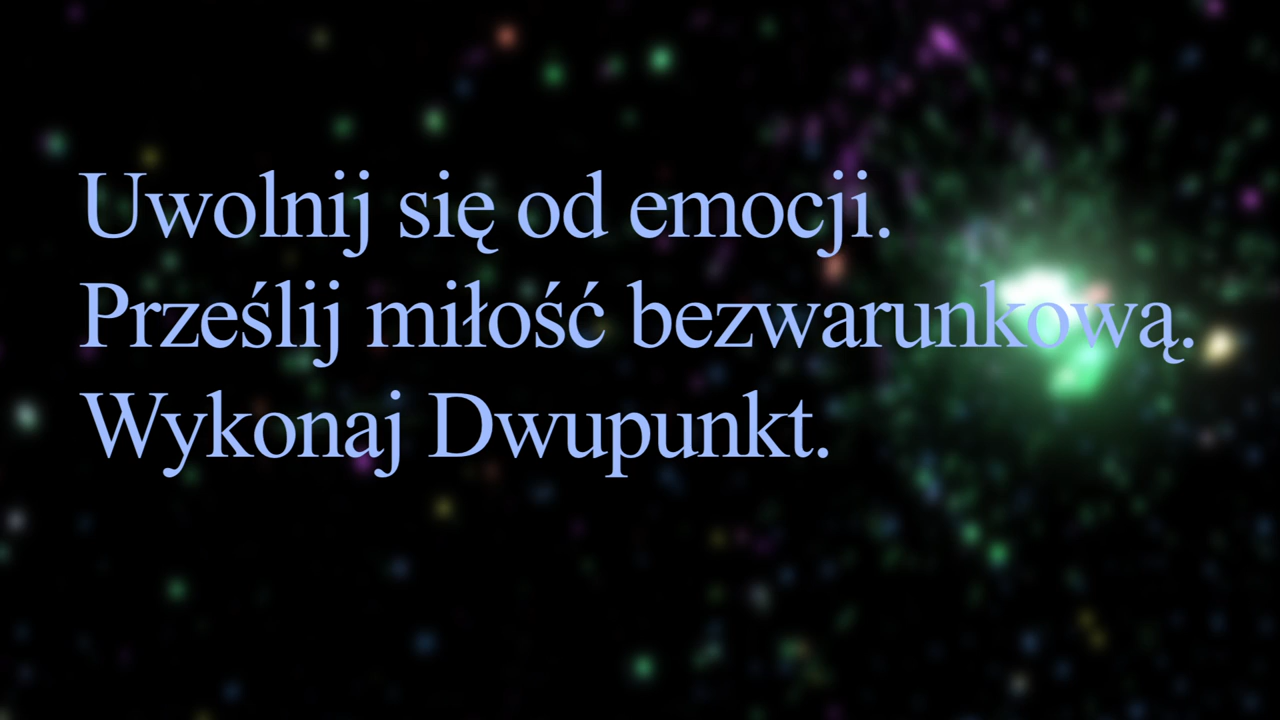 Uwolnij się od emocji.
Prześlij miłość bezwarunkową.
Wykonaj Dwupunkt.